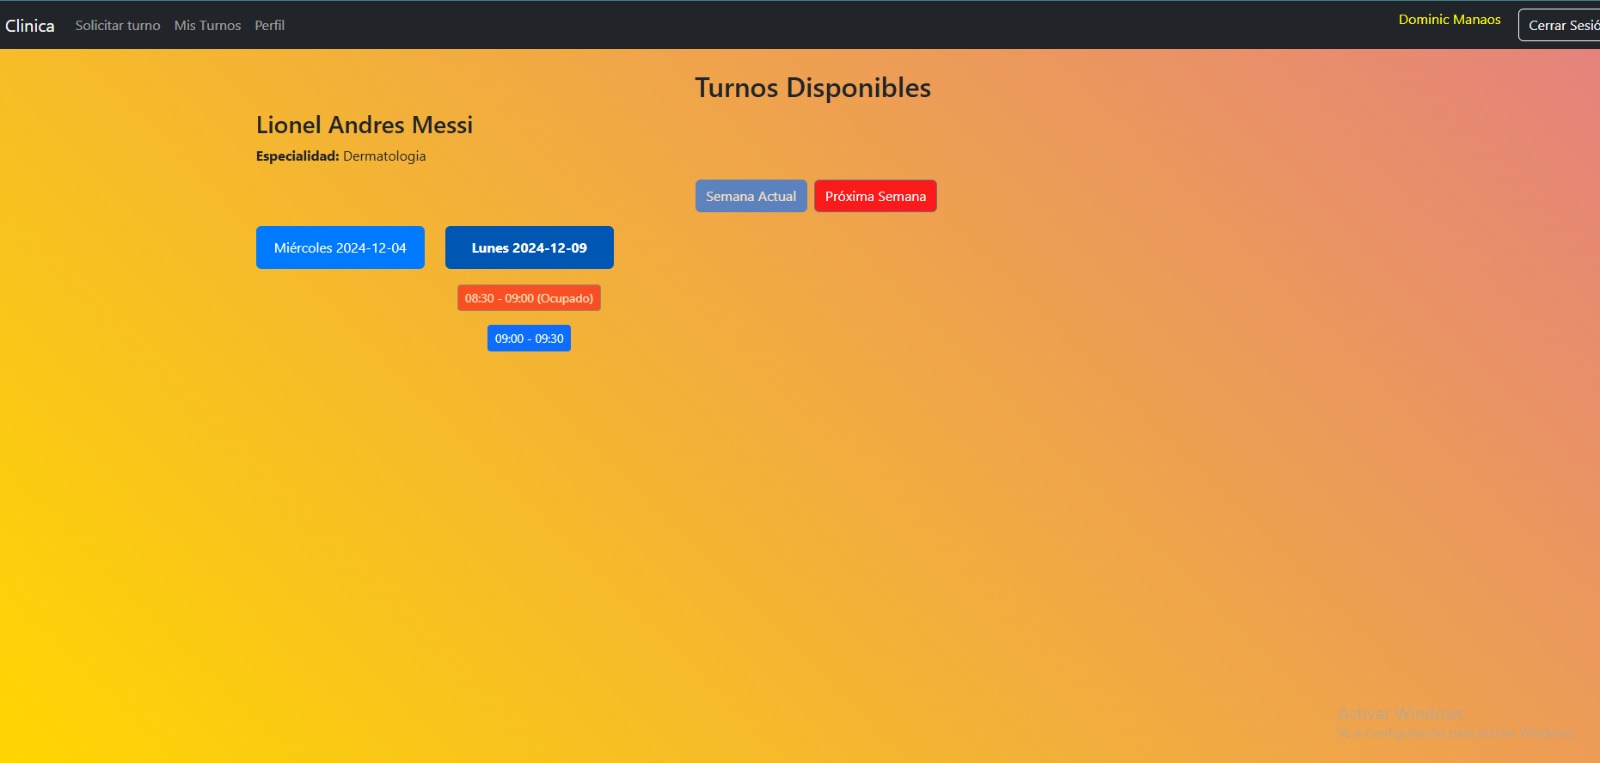 Clinica Solicitar turno Mis Turnos Perfil Dominic Manaos Cerrar Sesió
Turnos Disponibles
Lionel Andres Messi
Especialidad: Dermatologia
Semana Actual Próxima Semana
Miércoles 2024-12-04 Lunes 2024-12-09
08:30 - 09:00 (Ocupado)
09:00 - 09:30
Activar Windows
Ve a Configuración para activar Windows.